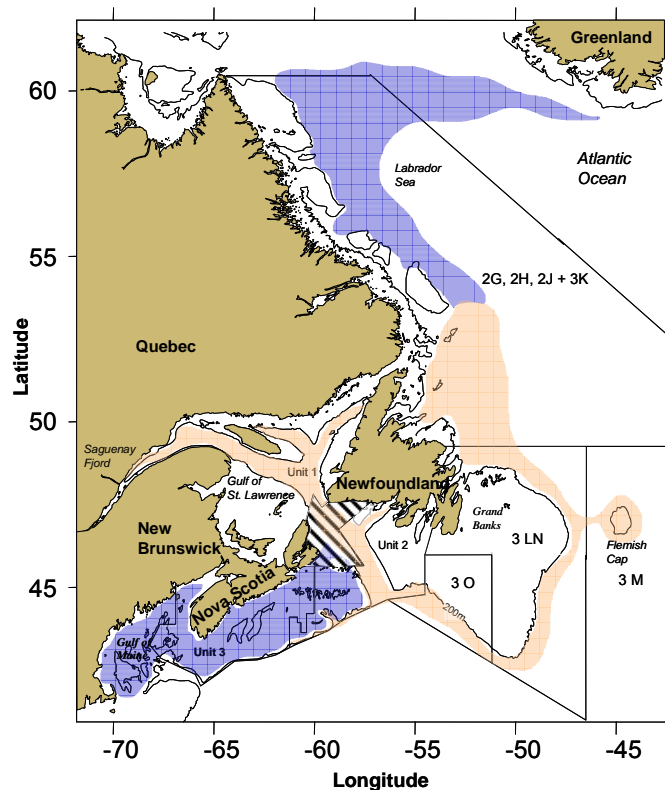 Greenland
60
Labrador
Sea
Atlantic
Ocean
55
2G, 2H, 2J + 3K
Latitude
Quebec
50
Saguenay
Fjord
Unit 1
Gulf of
St. Lawrence
Newfoundland
Grand
Banks
New
Brunswick
Unit 2
3 LN
Flemish
Cap
3 M
45
Nova Scotia
3 O
200m
Gulf of
Maine
Unit 3
-70
-65
-60
-55
-50
-45
Longitude